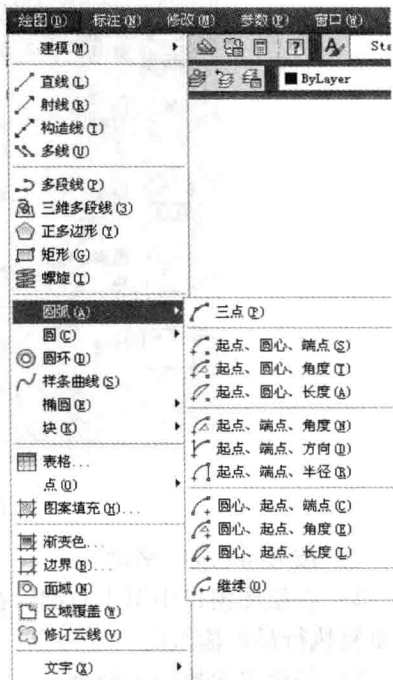 绘图(D) 标注(N) 修改(M) 参数(P) 窗口(W)
建模(M)
Sta
直线(L)
ByLayer
射线(R)
构造线(T)
多线(U)
多段线(P)
三维多段线(3)
正多边形(Y)
矩形(G)
螺旋(I)
圆弧(A)
圆(C)
圆环(D)
样条曲线(S)
椭圆(E)
块(K)
表格...
点(O)
图案填充(H)...
渐变色...
边界(B)...
面域(N)
区域覆盖(W)
修订云线(V)
文字(X)
三点(P)
起点、圆心、端点(S)
起点、圆心、角度(T)
起点、圆心、长度(A)
起点、端点、角度(N)
起点、端点、方向(D)
起点、端点、半径(R)
圆心、起点、端点(C)
圆心、起点、角度(E)
圆心、起点、长度(L)
继续(O)